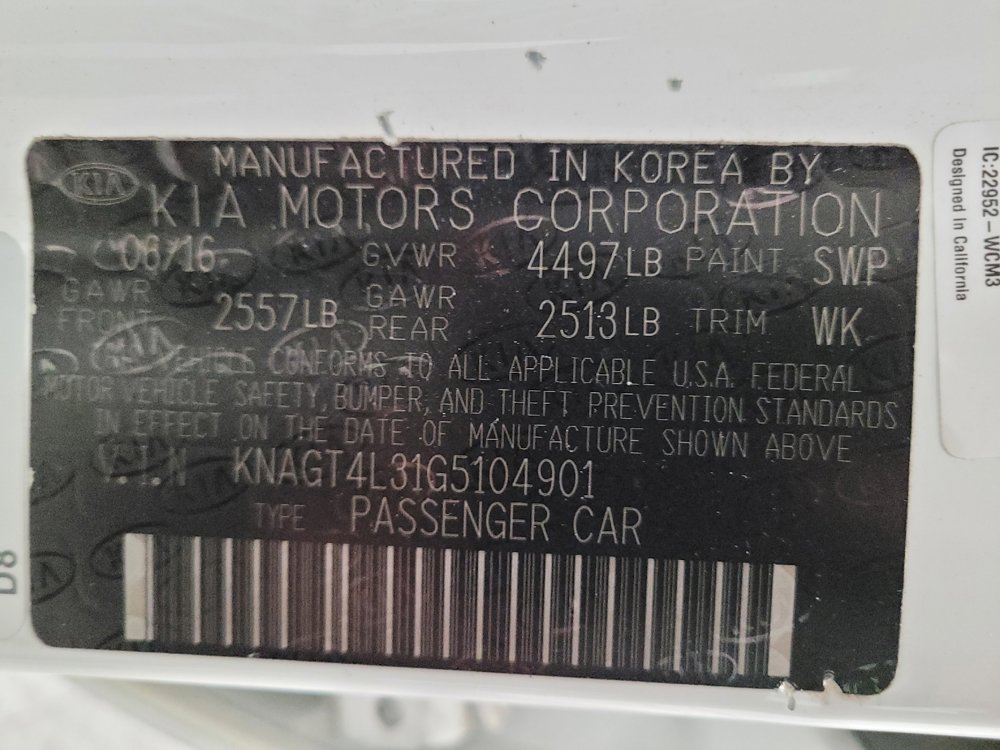 KIA
MANUFACTURED IN KOREA BY
KIA MOTORS CORPORATION
06/16 GVWR 4497LB PAINT SWP
GAWR FRONT 2557LB GAWR REAR 2513LB TRIM WK
VEHICLE CONFORMS TO ALL APPLICABLE U.S.A. FEDERAL
MOTOR VEHICLE SAFETY, BUMPER, AND THEFT PREVENTION STANDARDS
IN EFFECT ON THE DATE OF MANUFACTURE SHOWN ABOVE
V.I.N KNAGT4L31G5104901
TYPE PASSENGER CAR
IC:22952-WCM3
Designed In California
D8